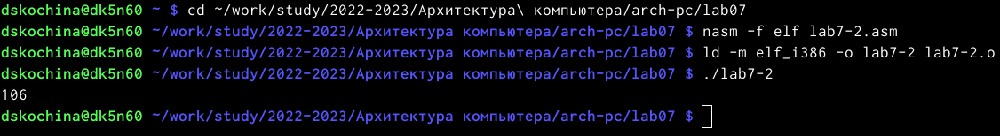 dskochina@dk5n60 ~ $ cd ~/work/study/2022-2023/Архитектура\ компьютера/arch-pc/lab07
dskochina@dk5n60 ~/work/study/2022-2023/Архитектура компьютера/arch-pc/lab07 $ nasm -f elf lab7-2.asm
dskochina@dk5n60 ~/work/study/2022-2023/Архитектура компьютера/arch-pc/lab07 $ ld -m elf_i386 -o lab7-2 lab7-2.o
dskochina@dk5n60 ~/work/study/2022-2023/Архитектура компьютера/arch-pc/lab07 $ ./lab7-2
106
dskochina@dk5n60 ~/work/study/2022-2023/Архитектура компьютера/arch-pc/lab07 $